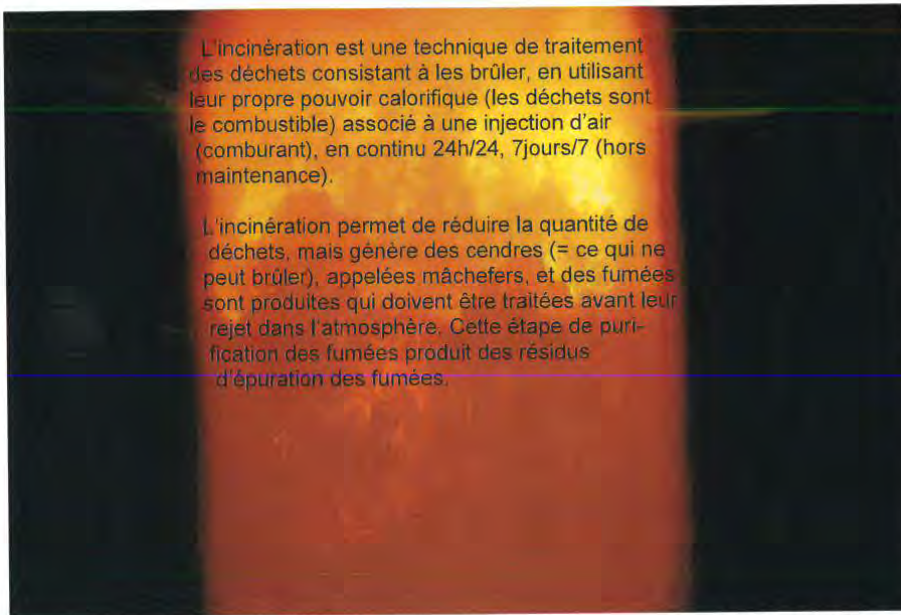 L'incinération est une technique de traitement
des déchets consistant à les brûler, en utilisant
leur propre pouvoir calorifique (les déchets sont
le combustible) associé à une injection d'air
(comburant), en continu 24h/24, 7jours/7 (hors
maintenance).
L'incinération permet de réduire la quantité de
déchets, mais génère des cendres (= ce qui ne
peut brûler), appelées mâchefers, et des fumées
sont produites qui doivent être traitées avant leur
rejet dans l'atmosphère. Cette étape de puri-
fication des fumées produit des résidus
d'épuration des fumées.